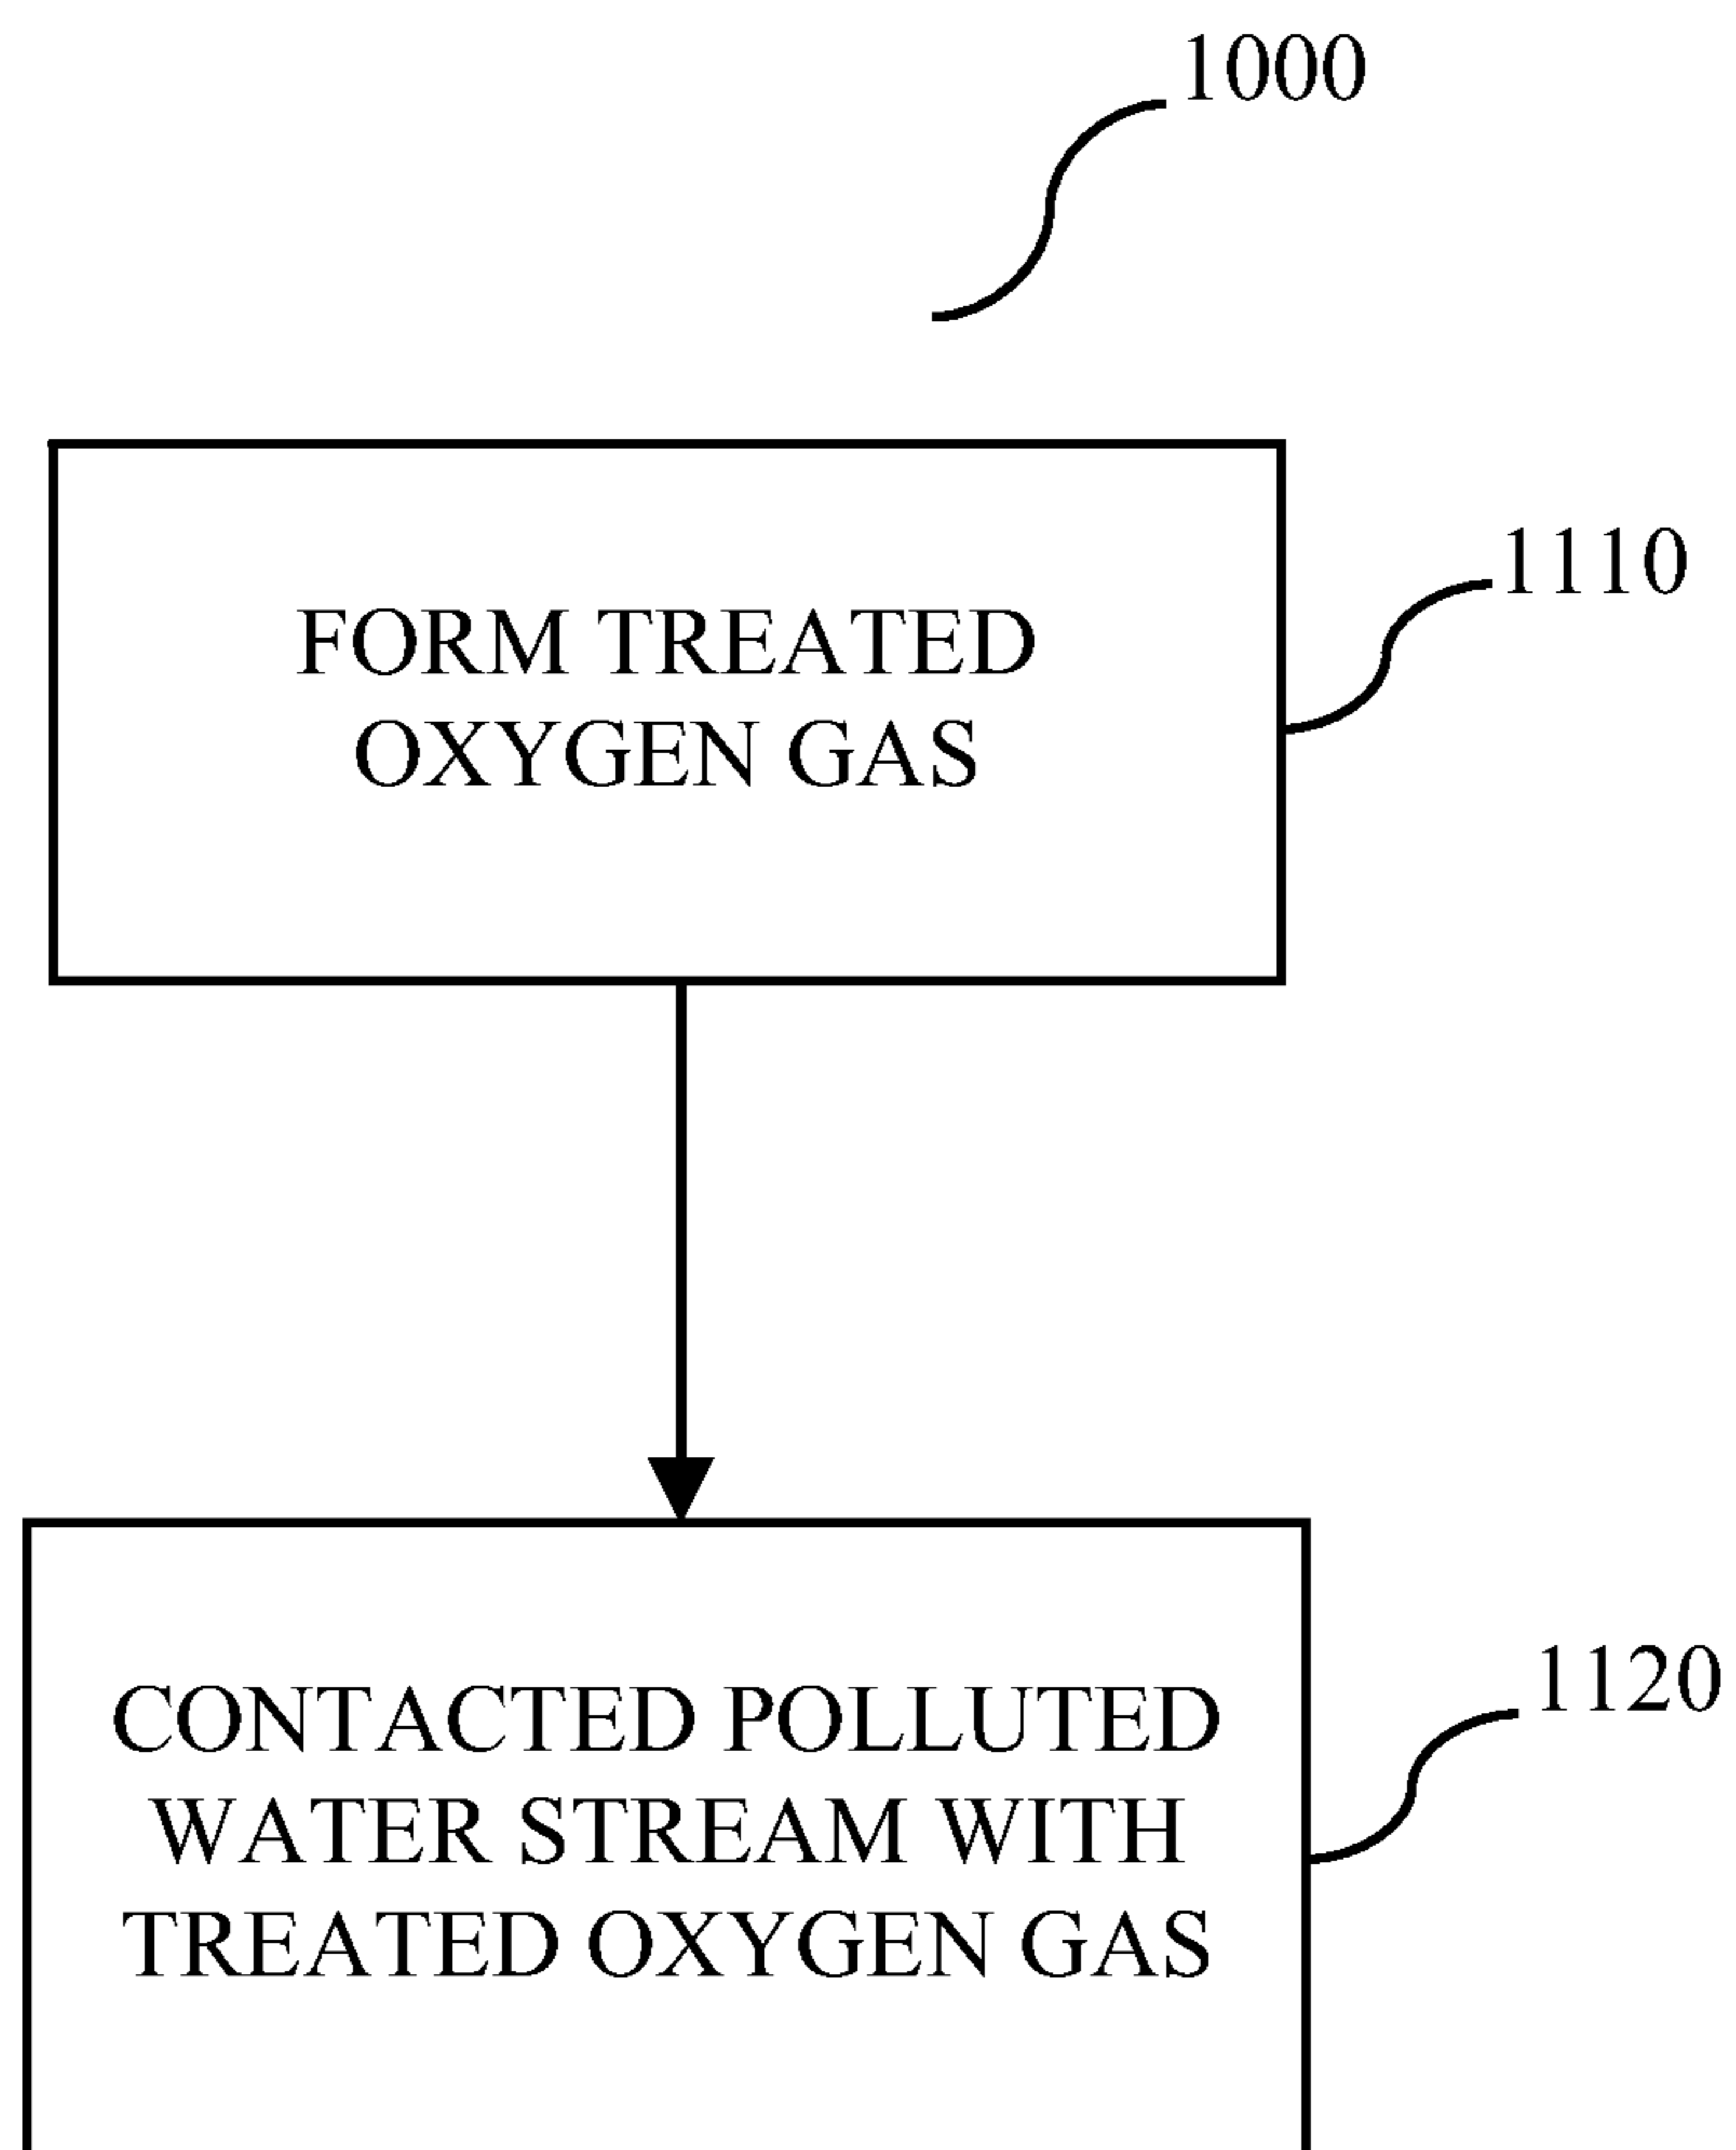 1000
1110
FORM TREATED
OXYGEN GAS
1120
CONTACTED POLLUTED
WATER STREAM WITH
TREATED OXYGEN GAS